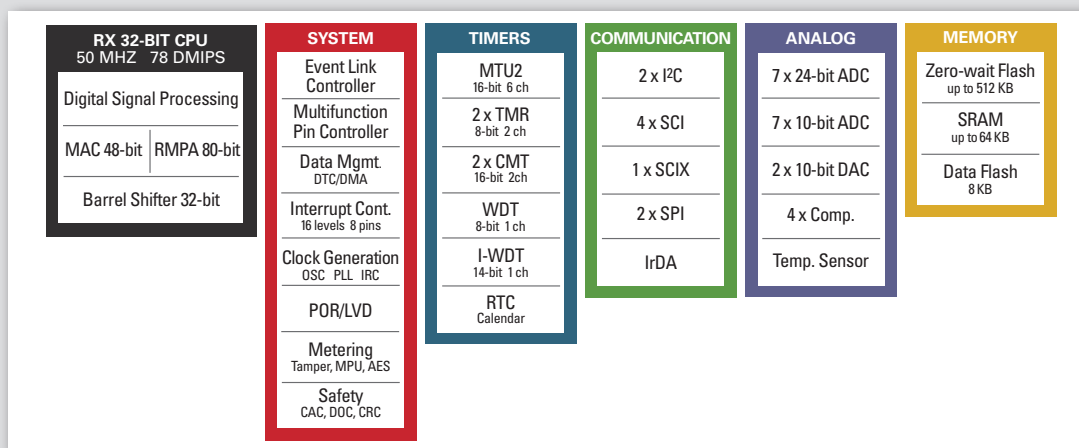 RX 32-BIT CPU
50 MHZ 78 DMIPS
Digital Signal Processing
MAC 48-bit
RMPA 80-bit
Barrel Shifter 32-bit
SYSTEM
Event Link
Controller
Multifunction
Pin Controller
Data Mgmt.
DTC/DMA
Interrupt Cont.
16 levels 8 pins
Clock Generation
OSC PLL IRC
POR/LVD
Metering
Tamper, MPU, AES
Safety
CAC, DOC, CRC
TIMERS
MTU2
16-bit 6 ch
2 x TMR
8-bit 2 ch
2 x CMT
16-bit 2ch
WDT
8-bit 1 ch
I-WDT
14-bit 1 ch
RTC
Calendar
COMMUNICATION
2 x I²C
4 x SCI
1 x SCIX
2 x SPI
IrDA
ANALOG
7 x 24-bit ADC
7 x 10-bit ADC
2 x 10-bit DAC
4 x Comp.
Temp. Sensor
MEMORY
Zero-wait Flash
up to 512 KB
SRAM
up to 64 KB
Data Flash
8 KB